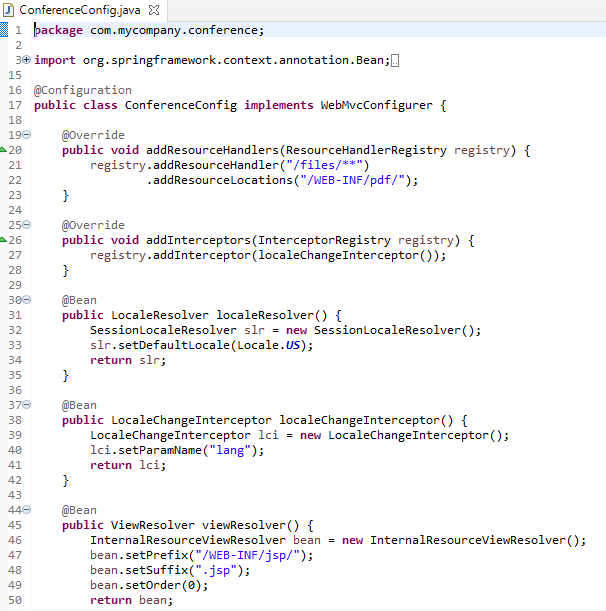 ConferenceConfig.java
1 package com.mycompany.conference;
2
3 import org.springframework.context.annotation.Bean;
15
16 @Configuration
17 public class ConferenceConfig implements WebMvcConfigurer {
18
19 @Override
20 public void addResourceHandlers(ResourceHandlerRegistry registry) {
21 registry.addResourceHandler("/files/**")
22 .addResourceLocations("/WEB-INF/pdf/");
23 }
24
25 @Override
26 public void addInterceptors(InterceptorRegistry registry) {
27 registry.addInterceptor(localeChangeInterceptor());
28 }
29
30 @Bean
31 public LocaleResolver localeResolver() {
32 SessionLocaleResolver slr = new SessionLocaleResolver();
33 slr.setDefaultLocale(Locale.US);
34 return slr;
35 }
36
37 @Bean
38 public LocaleChangeInterceptor localeChangeInterceptor() {
39 LocaleChangeInterceptor lci = new LocaleChangeInterceptor();
40 lci.setParamName("lang");
41 return lci;
42 }
43
44 @Bean
45 public ViewResolver viewResolver() {
46 InternalResourceViewResolver bean = new InternalResourceViewResolver();
47 bean.setPrefix("/WEB-INF/jsp/");
48 bean.setSuffix(".jsp");
49 bean.setOrder(0);
50 return bean;